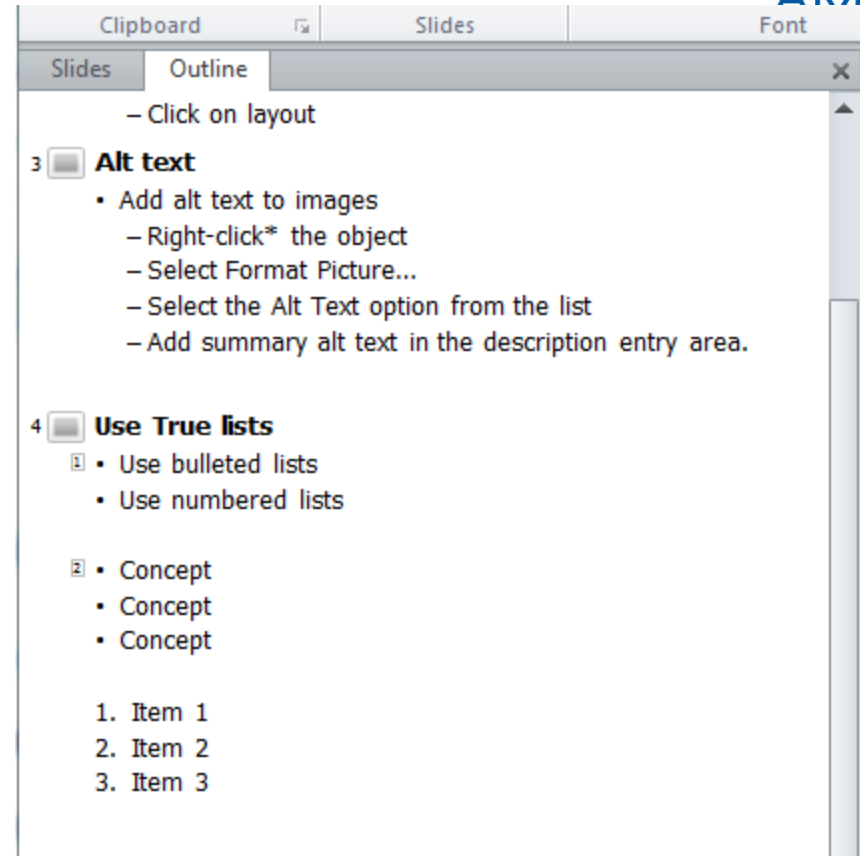 Clipboard Slides Font
Slides Outline
– Click on layout
3 Alt text
• Add alt text to images
– Right-click* the object
– Select Format Picture...
– Select the Alt Text option from the list
– Add summary alt text in the description entry area.
4 Use True lists
1 • Use bulleted lists
• Use numbered lists
2 • Concept
• Concept
• Concept
1. Item 1
2. Item 2
3. Item 3